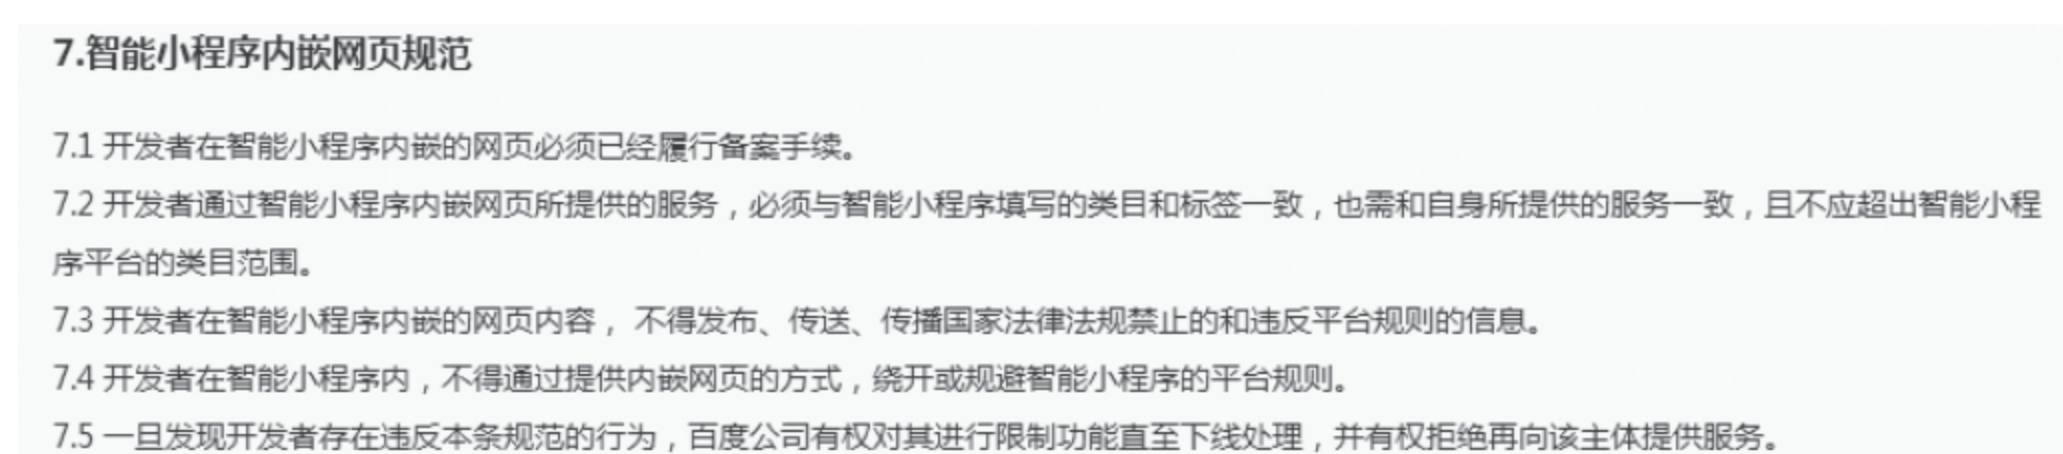 7.智能小程序内嵌网页规范
7.1 开发者在智能小程序内嵌的网页必须已经履行备案手续。
7.2 开发者通过智能小程序内嵌网页所提供的服务，必须与智能小程序填写的类目和标签一致，也需和自身所提供的服务一致，且不应超出智能小程
序平台的类目范围。
7.3 开发者在智能小程序内嵌的网页内容， 不得发布、传送、传播国家法律法规禁止的和违反平台规则的信息。
7.4 开发者在智能小程序内，不得通过提供内嵌网页的方式，绕开或规避智能小程序的平台规则。
7.5 一旦发现开发者存在违反本条规范的行为，百度公司有权对其进行限制功能直至下线处理，并有权拒绝再向该主体提供服务。